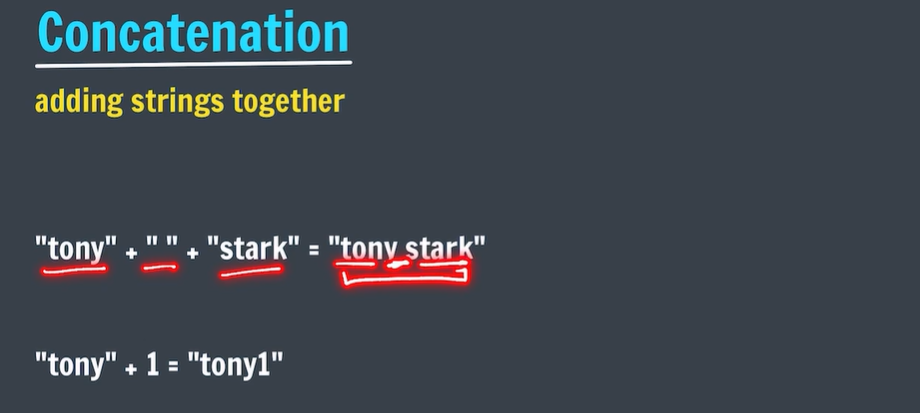 Concatenation
adding strings together
"tony" + " " + "stark" = "tony stark"
"tony" + 1 = "tony1"